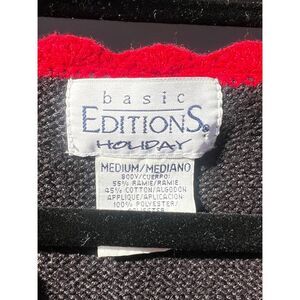 basic
EDITIONS®
HOLIDAY
MEDIUM/MEDIANO
BODY/CUERPO:
55% RAMIE/RAMIE
45% COTTON/ALGODON
APPLIQUE/APLICACION
100% POLYESTER/